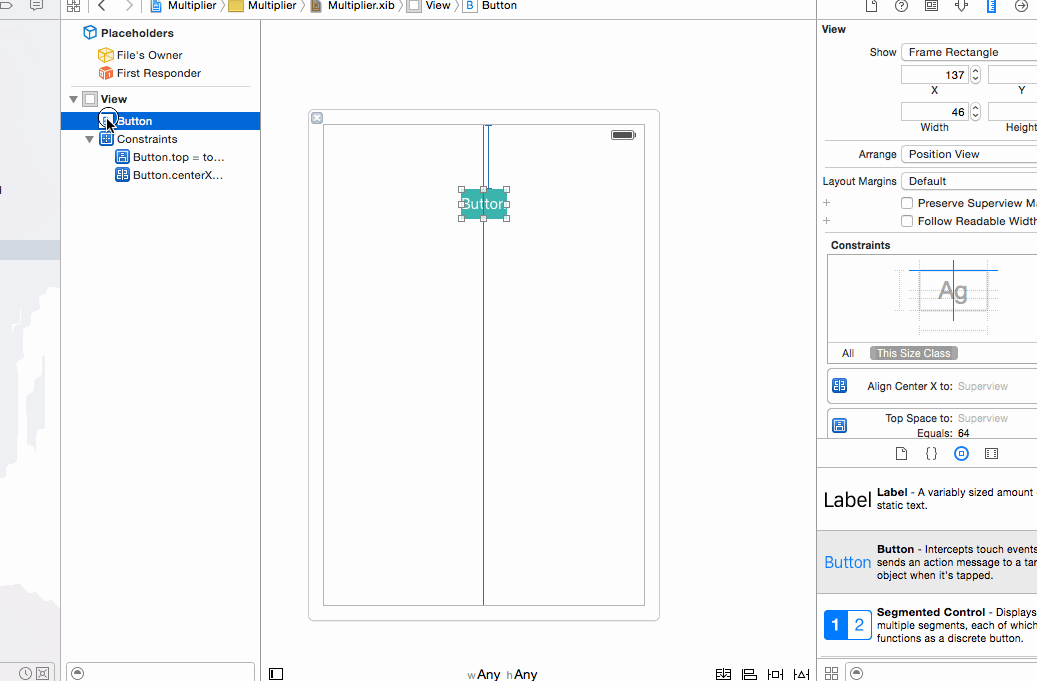 Multiplier
Multiplier
Multiplier.xib
View
B
Button
Placeholders
File's Owner
First Responder
View
Button
Constraints
Button.top = to...
Button.centerX...
Button
wAny hAny
View
Show
Frame Rectangle
137
X
Y
46
Width
Height
Arrange
Position View
Layout Margins
Default
Preserve Superview
Follow Readable Width
Constraints
Ag
All
This Size Class
Align Center X to: Superview
Top Space to: Superview
Equals: 64
{}
Label
Label - A variably sized amount
static text.
Button
Button - Intercepts touch events
sends an action message to a
object when it's tapped.
1 2
Segmented Control - Displays
multiple segments, each of which
functions as a discrete button.